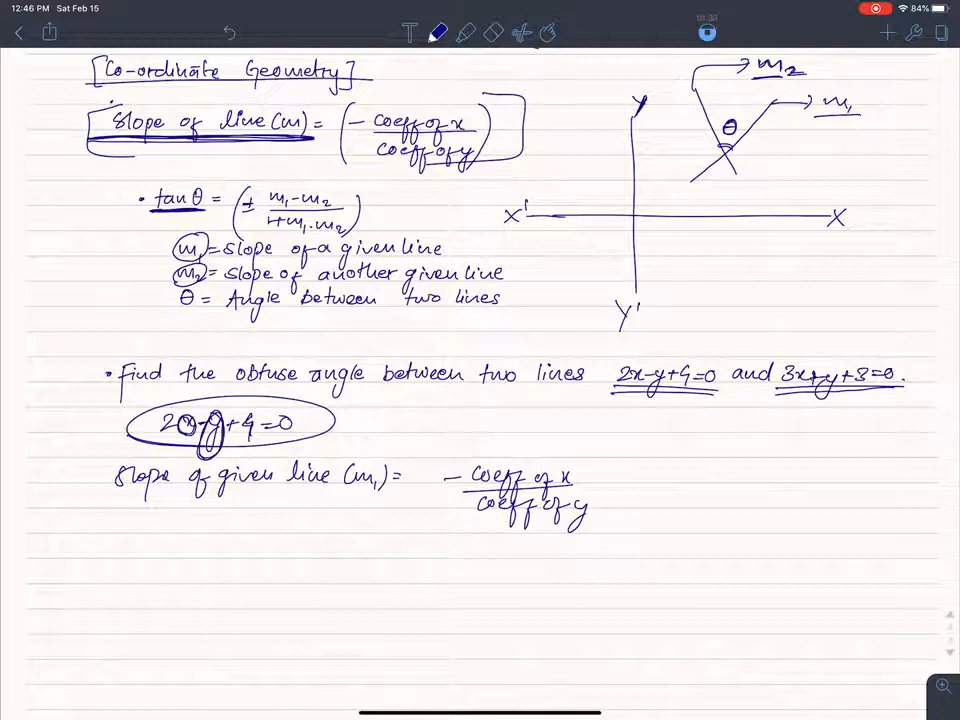 12:46 PM Sat Feb 15
84%
[Co-ordinate Geometry]
Slope of line (m) = (- coeff of x
coeff of y)
m2
m1
θ
Y
X'
X
Y'
• tan θ = (± m1-m2
1+m1.m2)
m1 = slope of a given line
m2 = slope of another given line
θ = Angle between two lines
• Find the obtuse angle between two lines 2x-y+4=0 and 3x+y+3=0.
2x-y+4=0
Slope of given line (m1) = - coeff of x
coeff of y